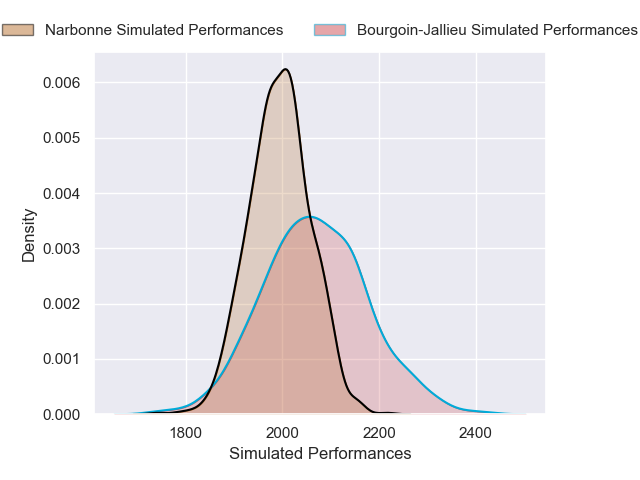 Narbonne Simulated Performances Bourgoin-Jallieu Simulated Performances
0.006
0.005
0.004
0.003
0.002
0.001
0.000
Density
1800 2000 2200 2400
Simulated Performances